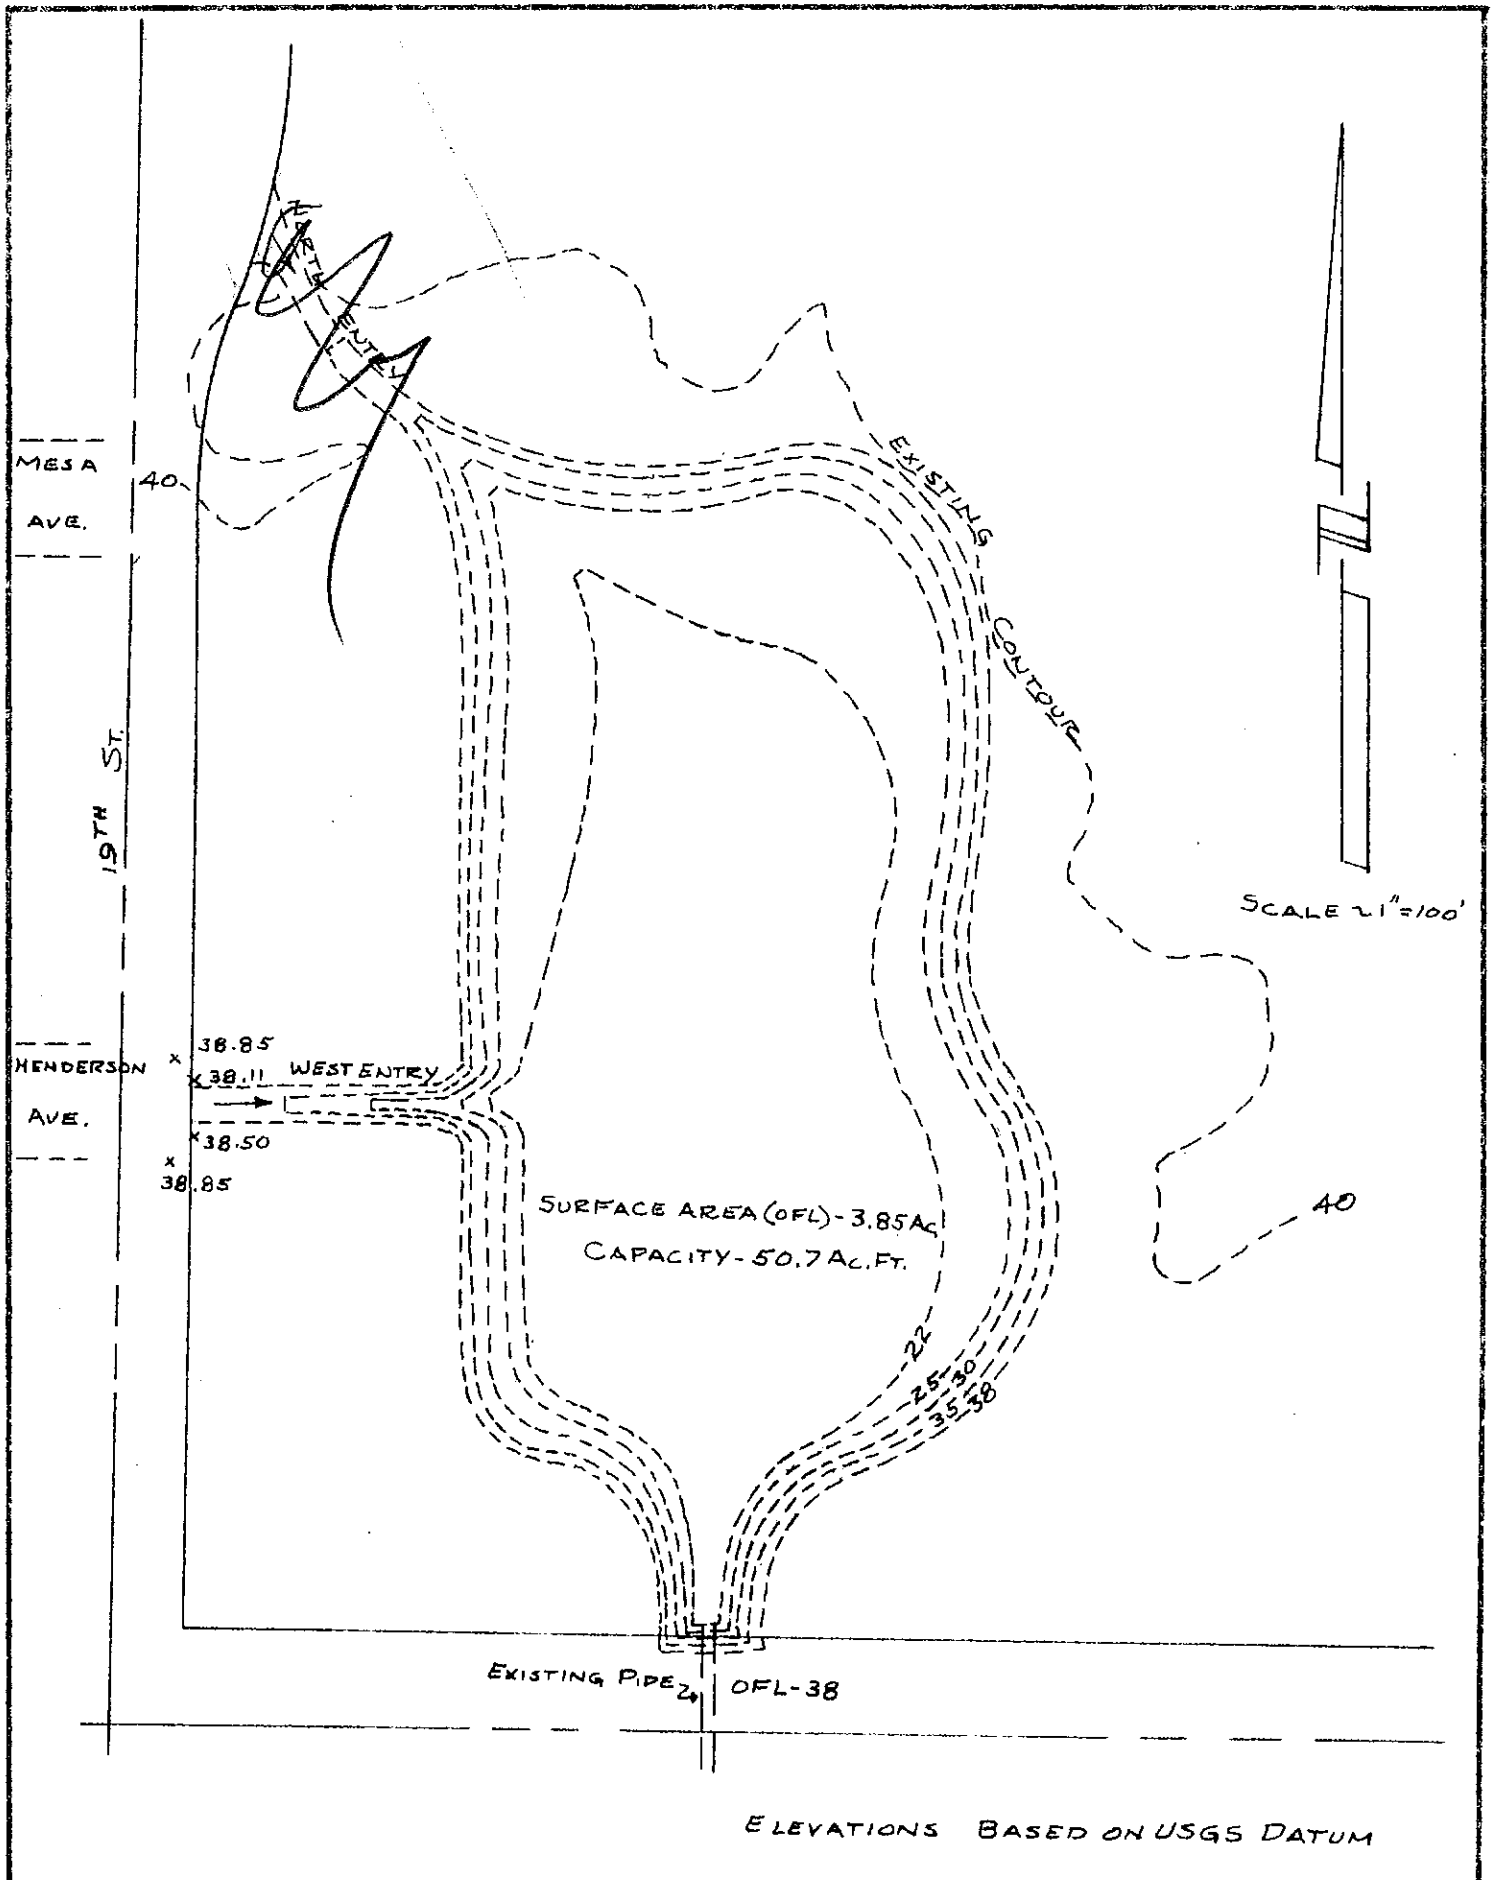 NORTH ENTRY
EXISTING CONTOUR
MESA
AVE.
40
19TH ST.
SCALE ~ 1"=100'
HENDERSON
AVE.
38.85
38.11
WEST ENTRY
38.50
38.85
SURFACE AREA (OFL) - 3.85 AC
CAPACITY - 50.7 AC. FT.
40
22
25
30
35
38
EXISTING PIPE
OFL-38
ELEVATIONS BASED ON USGS DATUM